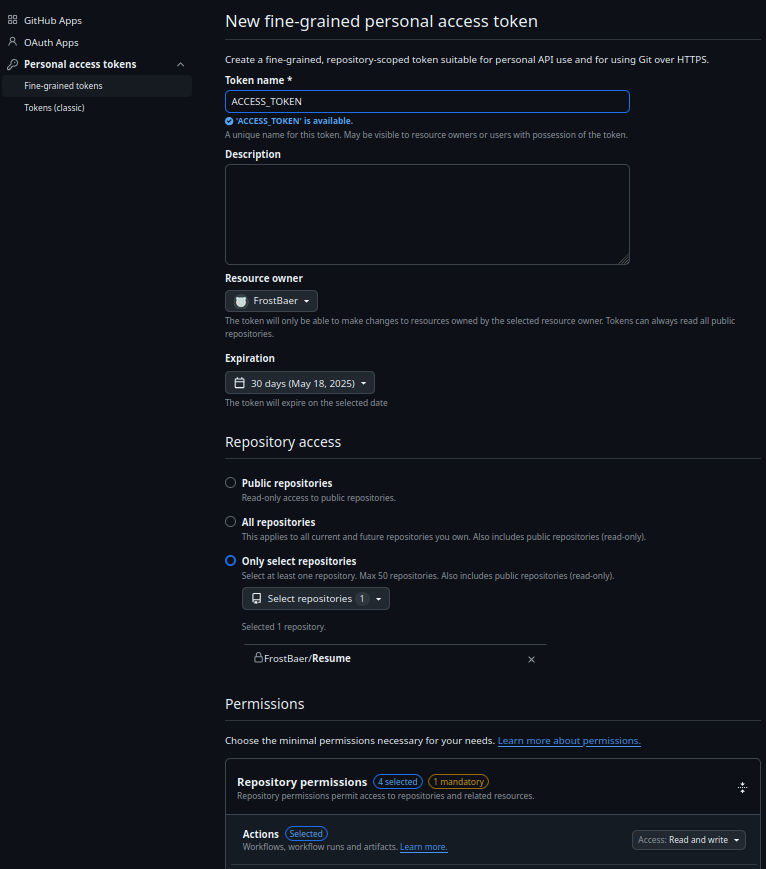 GitHub Apps
OAuth Apps
Personal access tokens
Fine-grained tokens
Tokens (classic)
New fine-grained personal access token
Create a fine-grained, repository-scoped token suitable for personal API use and for using Git over HTTPS.
Token name *
ACCESS_TOKEN
'ACCESS_TOKEN' is available.
A unique name for this token. May be visible to resource owners or users with possession of the token.
Description
Resource owner
FrostBaer
The token will only be able to make changes to resources owned by the selected resource owner. Tokens can always read all public
repositories.
Expiration
30 days (May 18, 2025)
The token will expire on the selected date
Repository access
Public repositories
Read-only access to public repositories.
All repositories
This applies to all current and future repositories you own. Also includes public repositories (read-only).
Only select repositories
Select at least one repository. Max 50 repositories. Also includes public repositories (read-only).
Select repositories 1
Selected 1 repository.
FrostBaer/Resume
Permissions
Choose the minimal permissions necessary for your needs. Learn more about permissions.
Repository permissions 4 selected 1 mandatory
Repository permissions permit access to repositories and related resources.
Actions Selected
Access: Read and write
Workflows, workflow runs and artifacts. Learn more.